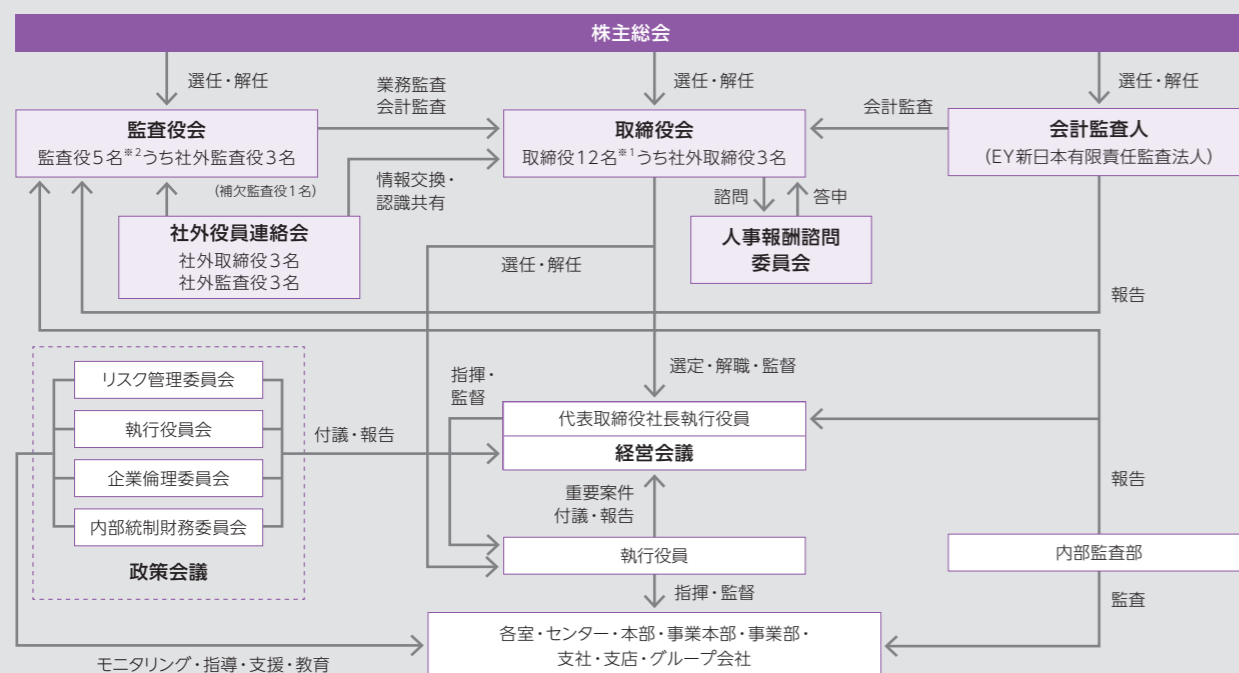 株主総会
選任・解任
業務監査
会計監査
選任・解任
会計監査
選任・解任
監査役会
監査役5名※2うち社外監査役3名
(補欠監査役1名)
取締役会
取締役12名※1うち社外取締役3名
会計監査人
(EY新日本有限責任監査法人)
情報交換・
認識共有
諮問
答申
社外役員連絡会
社外取締役3名
社外監査役3名
人事報酬諮問
委員会
選任・解任
報告
リスク管理委員会
執行役員会
企業倫理委員会
内部統制財務委員会
政策会議
付議・報告
指揮・
監督
選定・解職・監督
代表取締役社長執行役員
経営会議
重要案件
付議・報告
報告
執行役員
内部監査部
指揮・監督
監査
各室・センター・本部・事業本部・事業部・
支社・支店・グループ会社
モニタリング・指導・支援・教育